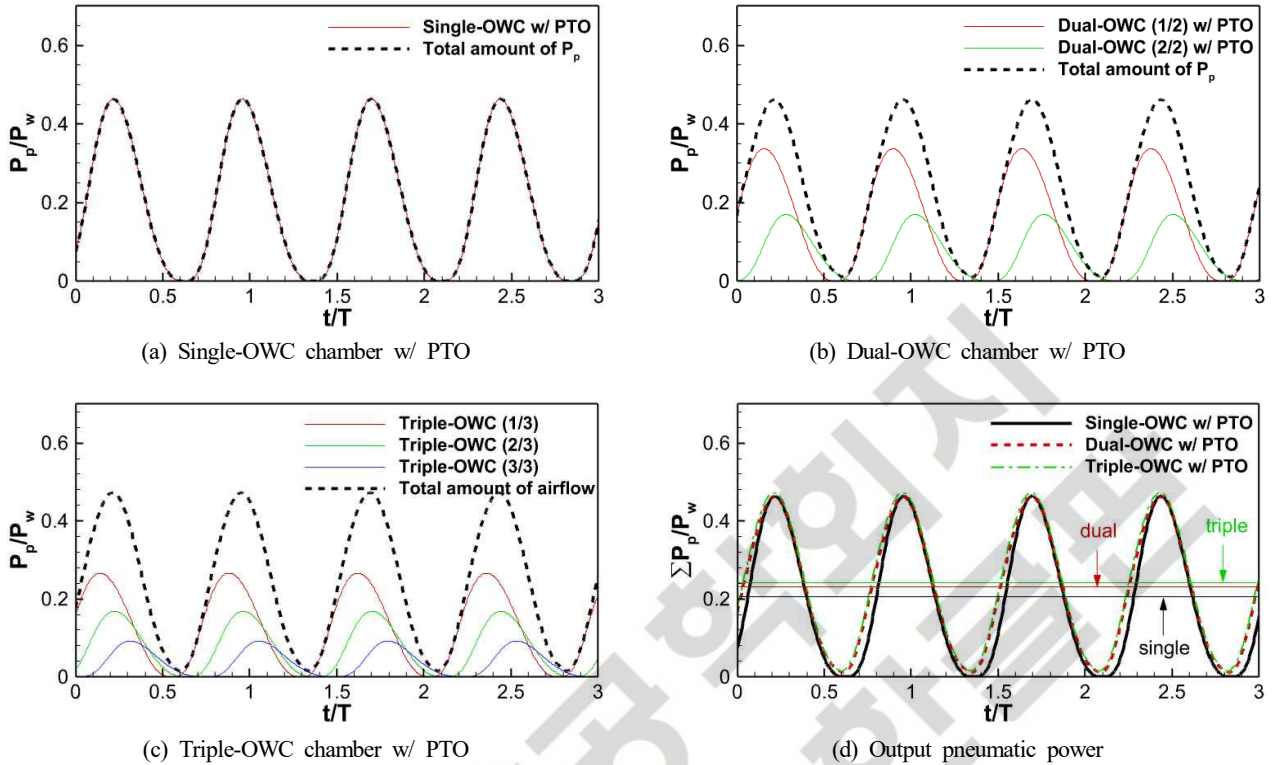 Single-OWC w/ PTO
Total amount of Pp
0.6
0.4
0.2
0
Pp/Pw
0 0.5 1 1.5 2 2.5 3
t/T
(a) Single-OWC chamber w/ PTO
Dual-OWC (1/2) w/ PTO
Dual-OWC (2/2) w/ PTO
Total amount of Pp
0.6
0.4
0.2
0
Pp/Pw
0 0.5 1 1.5 2 2.5 3
t/T
(b) Dual-OWC chamber w/ PTO
Triple-OWC (1/3)
Triple-OWC (2/3)
Triple-OWC (3/3)
Total amount of airflow
0.6
0.4
0.2
0
Pp/Pw
0 0.5 1 1.5 2 2.5 3
t/T
(c) Triple-OWC chamber w/ PTO
Single-OWC w/ PTO
Dual-OWC w/ PTO
Triple-OWC w/ PTO
triple
dual
single
0.6
0.4
0.2
0
∑Pp/Pw
0 0.5 1 1.5 2 2.5 3
t/T
(d) Output pneumatic power